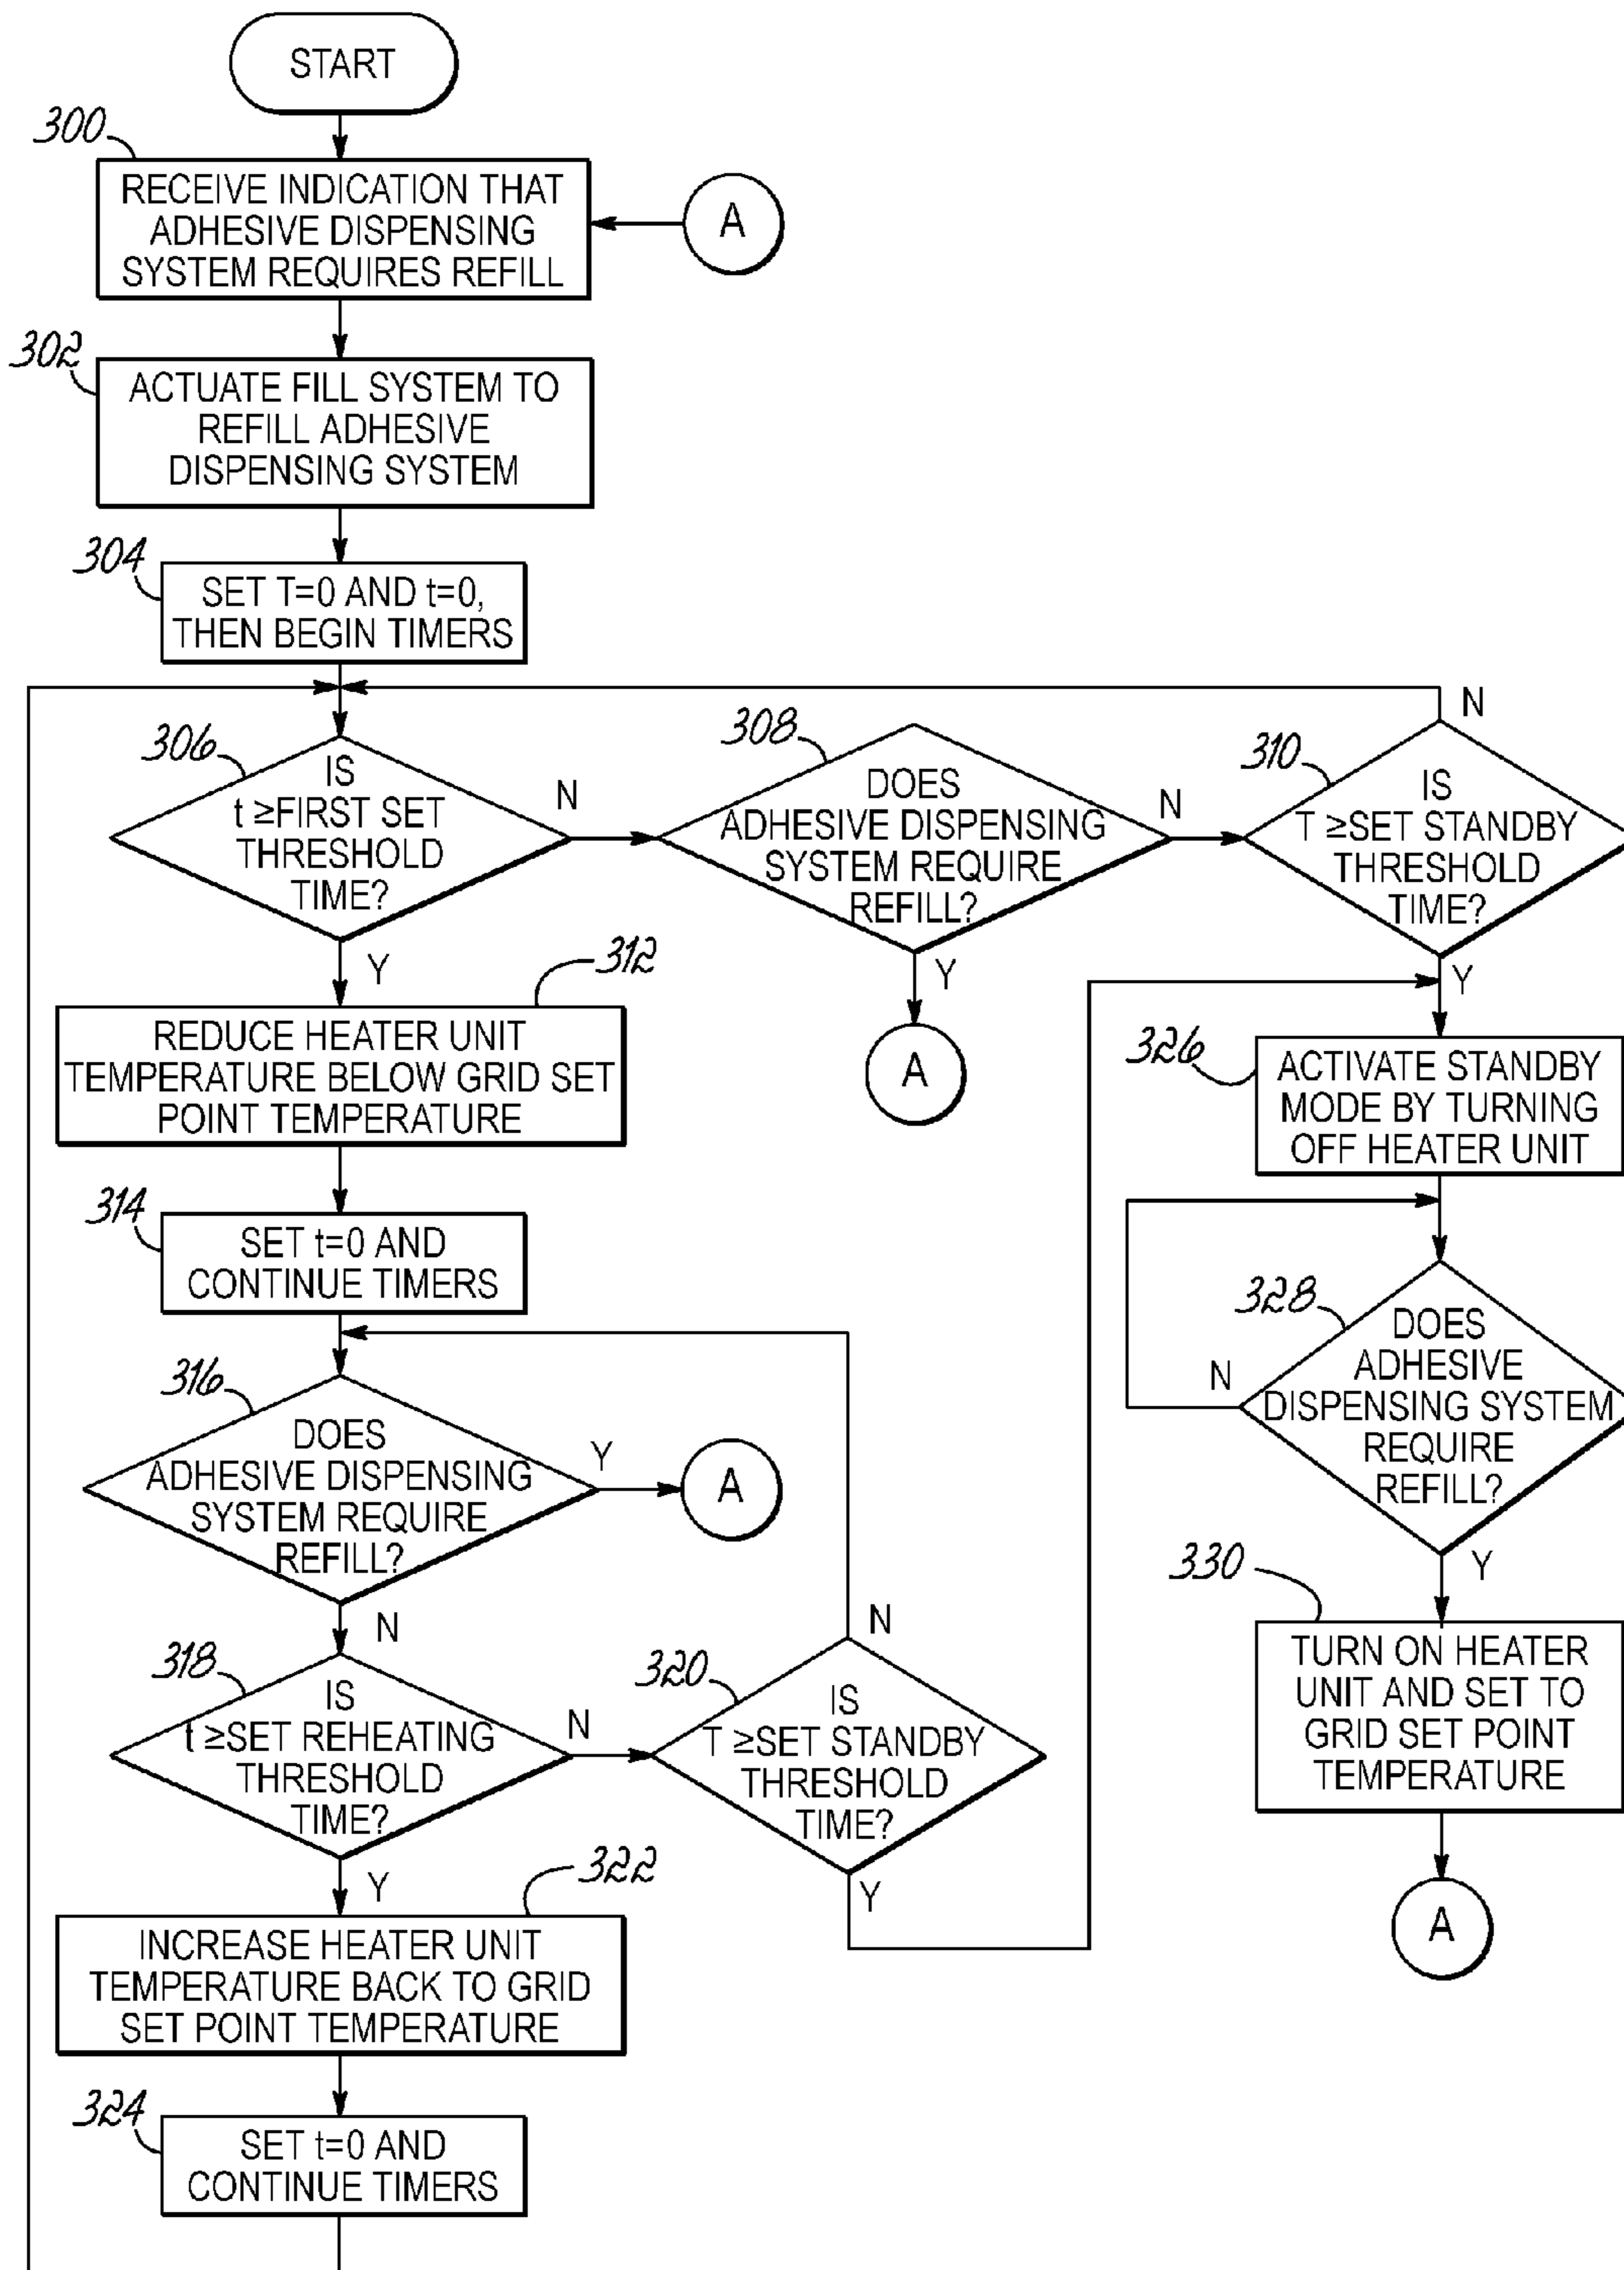 START
300
RECEIVE INDICATION THAT
ADHESIVE DISPENSING
SYSTEM REQUIRES REFILL
A
302
ACTUATE FILL SYSTEM TO
REFILL ADHESIVE
DISPENSING SYSTEM
304
SET T=0 AND t=0,
THEN BEGIN TIMERS
306
IS
t ≥FIRST SET
THRESHOLD
TIME?
N
Y
308
DOES
ADHESIVE DISPENSING
SYSTEM REQUIRE
REFILL?
N
Y
A
310
IS
T ≥SET STANDBY
THRESHOLD
TIME?
N
Y
312
REDUCE HEATER UNIT
TEMPERATURE BELOW GRID SET
POINT TEMPERATURE
314
SET t=0 AND
CONTINUE TIMERS
316
DOES
ADHESIVE DISPENSING
SYSTEM REQUIRE
REFILL?
Y
A
N
318
IS
t ≥SET REHEATING
THRESHOLD
TIME?
N
Y
320
IS
T ≥SET STANDBY
THRESHOLD
TIME?
N
Y
322
INCREASE HEATER UNIT
TEMPERATURE BACK TO GRID
SET POINT TEMPERATURE
324
SET t=0 AND
CONTINUE TIMERS
326
ACTIVATE STANDBY
MODE BY TURNING
OFF HEATER UNIT
328
DOES
ADHESIVE
DISPENSING SYSTEM
REQUIRE
REFILL?
N
Y
330
TURN ON HEATER
UNIT AND SET TO
GRID SET POINT
TEMPERATURE
A